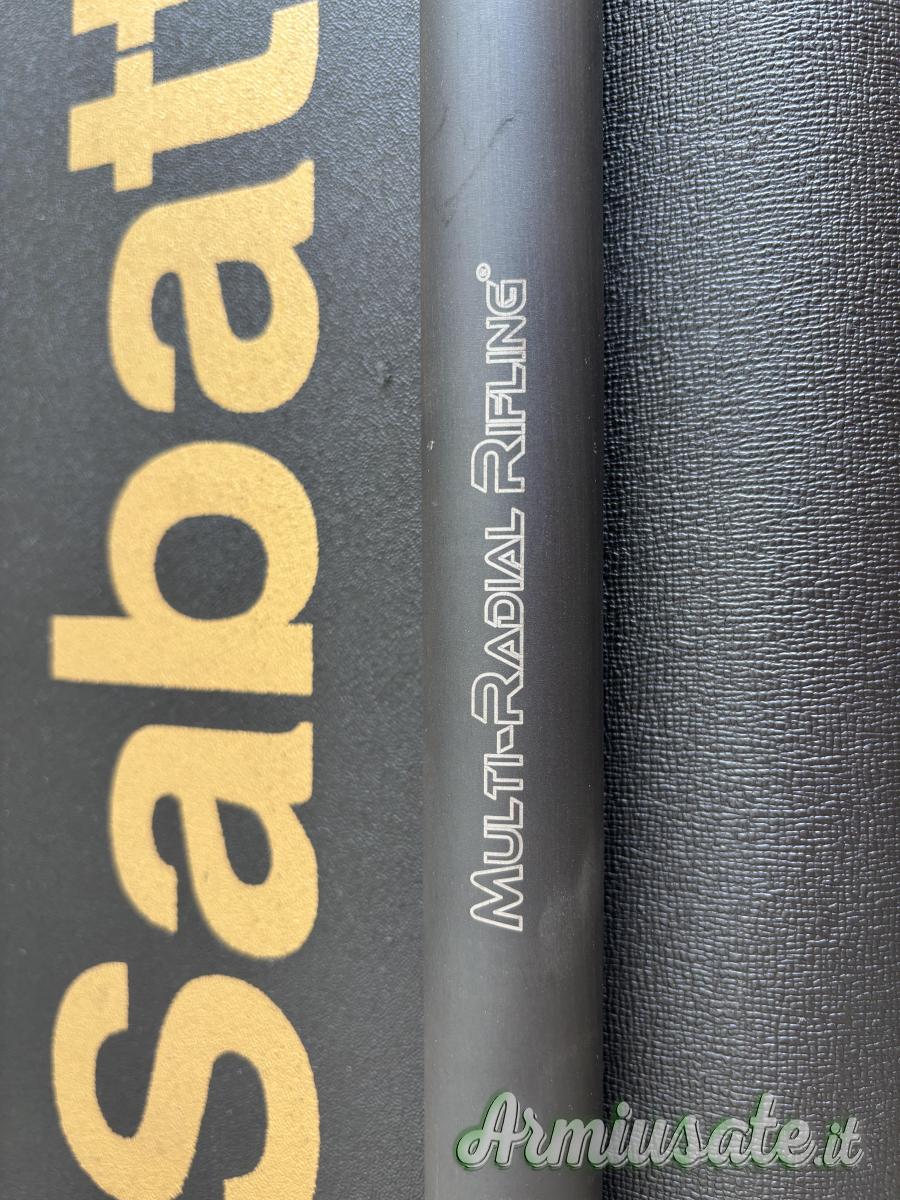 Sabatt
MULTI-RADIAL RIFLING®
Armiusate.it